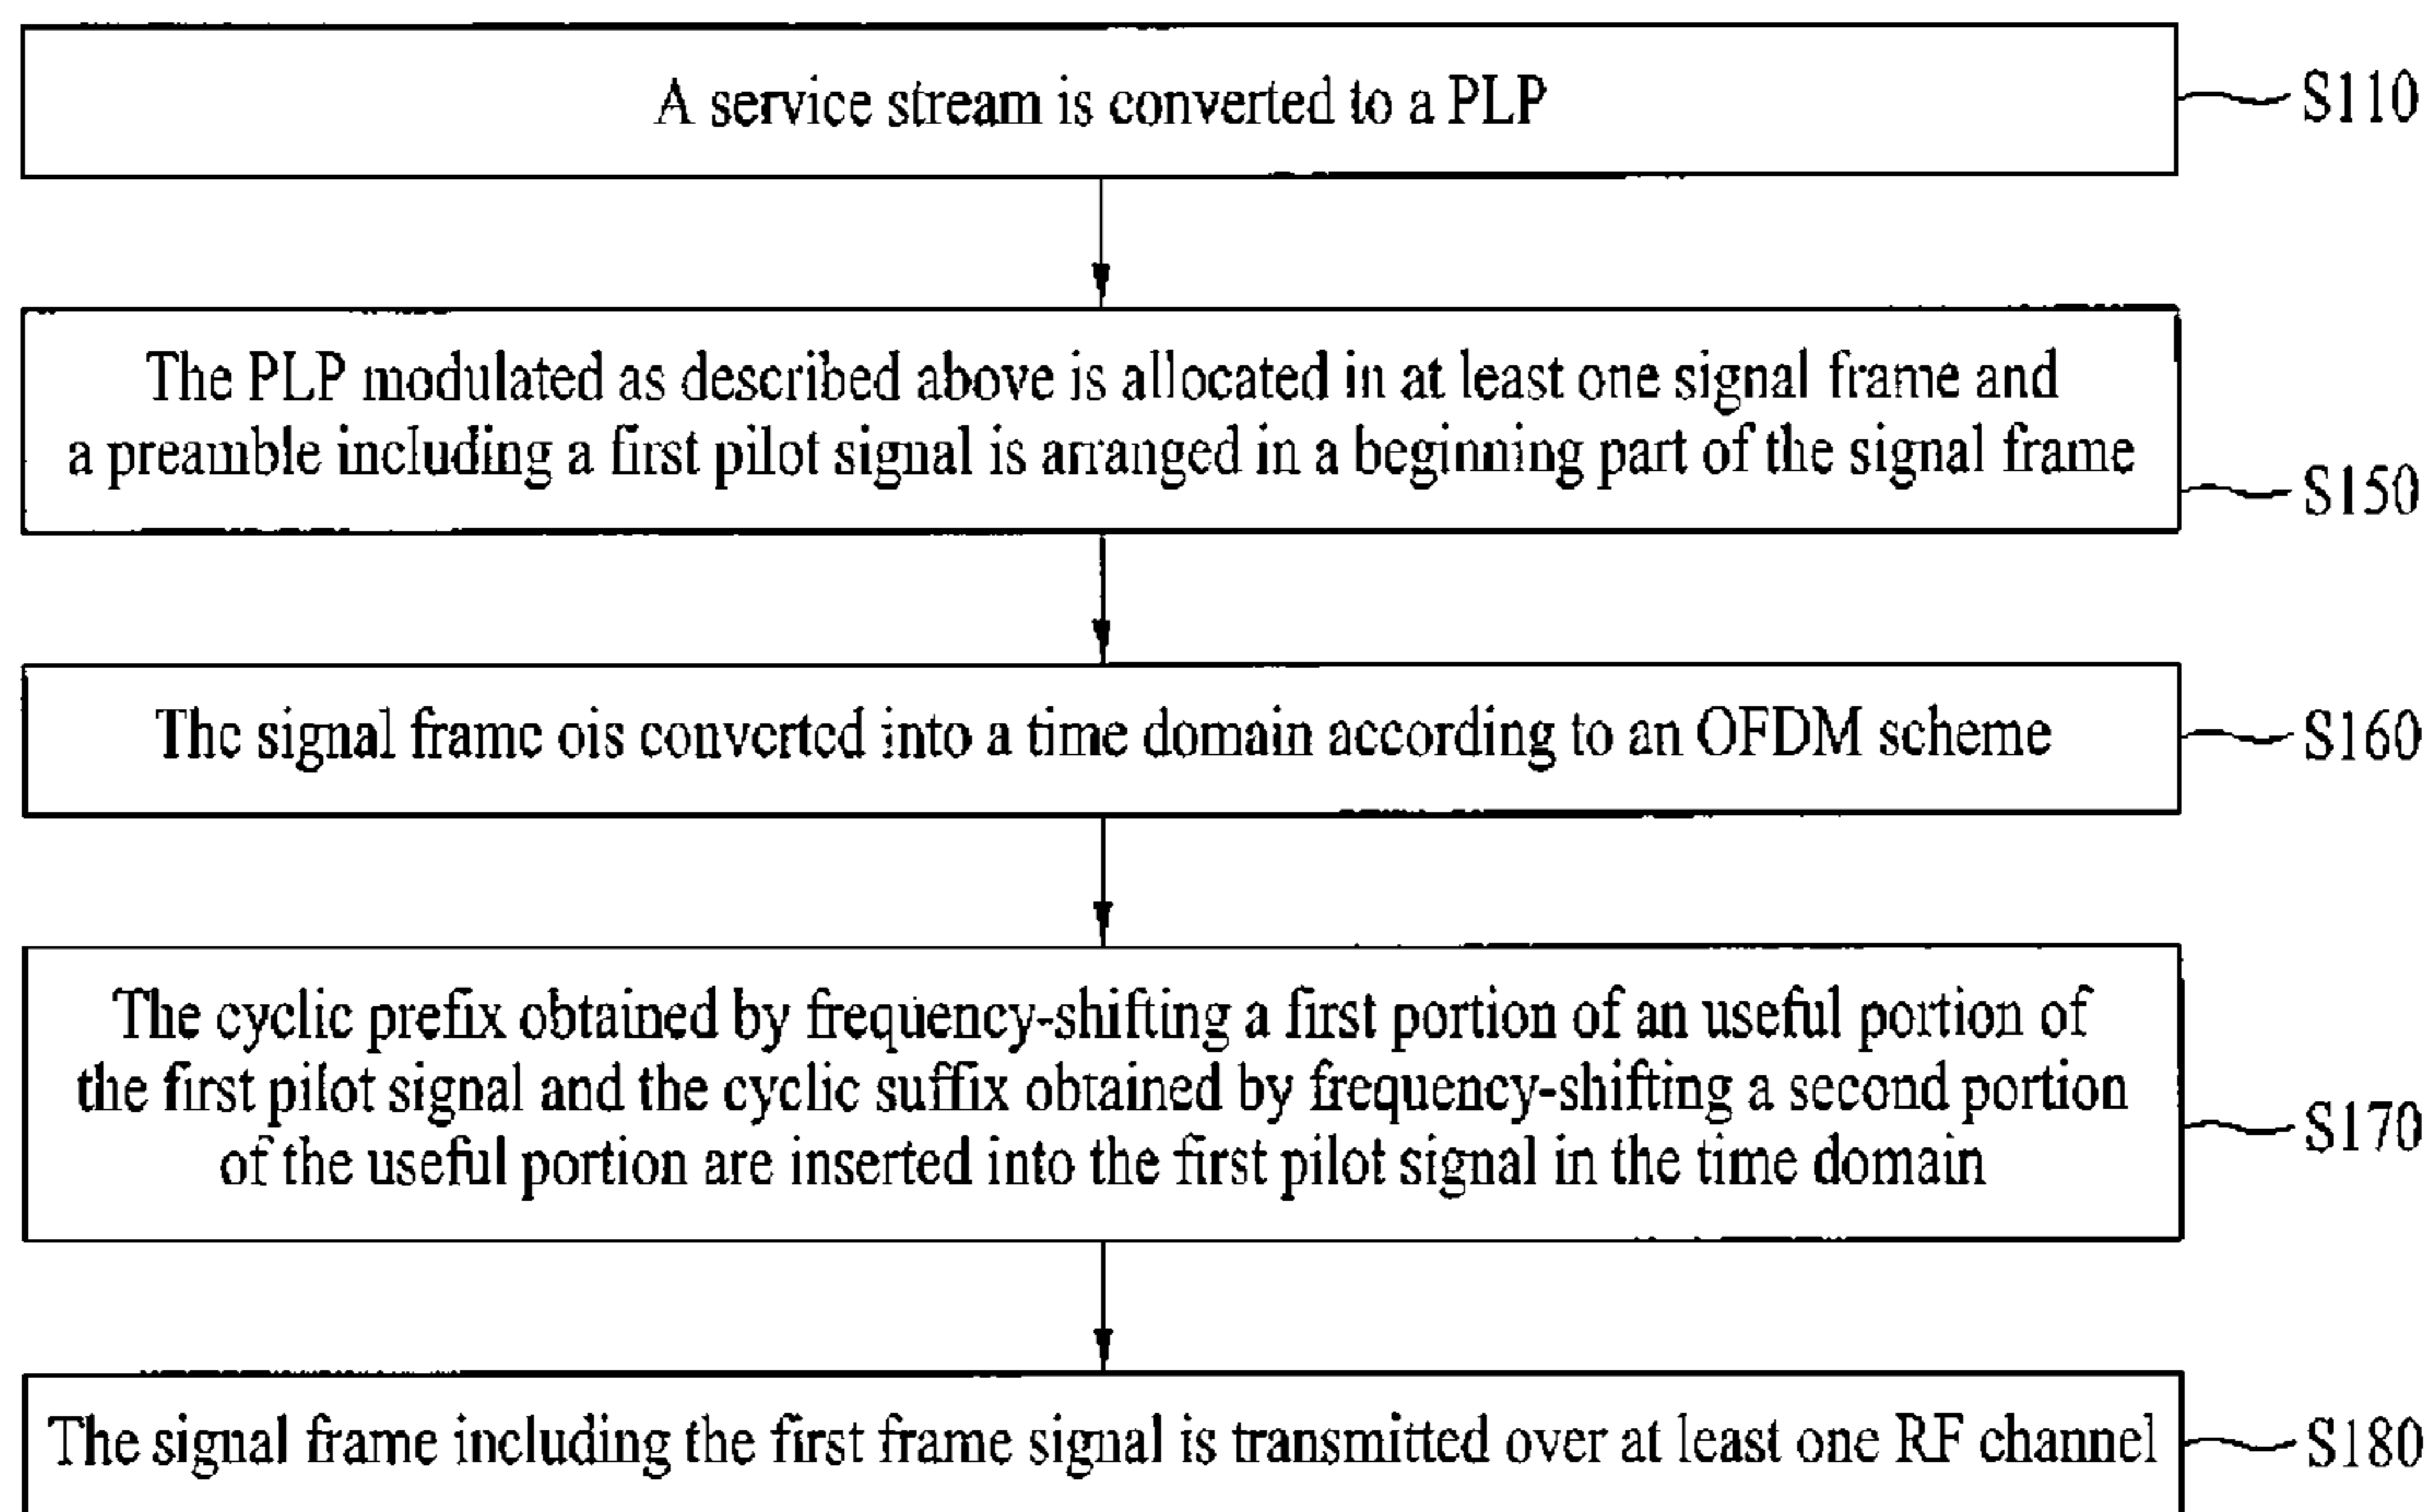 A service stream is converted to a PLP
S110
The PLP modulated as described above is allocated in at least one signal frame and
a preamble including a first pilot signal is arranged in a beginning part of the signal frame
S150
The signal frame ois converted into a time domain according to an OFDM scheme
S160
The cyclic prefix obtained by frequency-shifting a first portion of an useful portion of
the first pilot signal and the cyclic suffix obtained by frequency-shifting a second portion
of the useful portion are inserted into the first pilot signal in the time domain
S170
The signal frame including the first frame signal is transmitted over at least one RF channel
S180